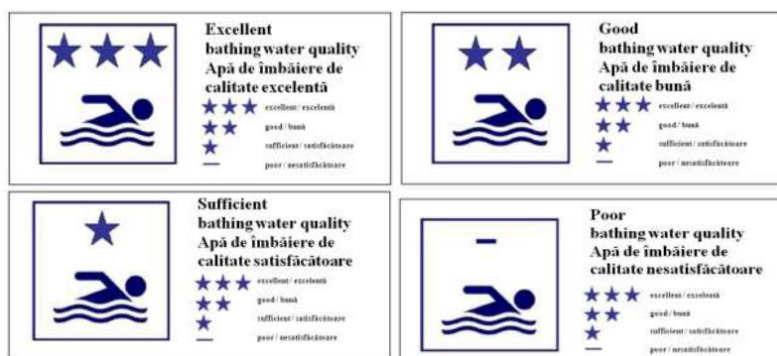 Excellent
bathing water quality
Apă de îmbăiere de
calitate excelentă
excellent / excelentă
good / bună
sufficient / satisfăcătoare
poor / nesatisfăcătoare
Good
bathing water quality
Apă de îmbăiere de
calitate bună
excellent / excelentă
good / bună
sufficient / satisfăcătoare
poor / nesatisfăcătoare
Sufficient
bathing water quality
Apă de îmbăiere de
calitate satisfăcătoare
excellent / excelentă
good / bună
sufficient / satisfăcătoare
poor / nesatisfăcătoare
Poor
bathing water quality
Apă de îmbăiere de
calitate nesatisfăcătoare
excellent / excelentă
good / bună
sufficient / satisfăcătoare
poor / nesatisfăcătoare